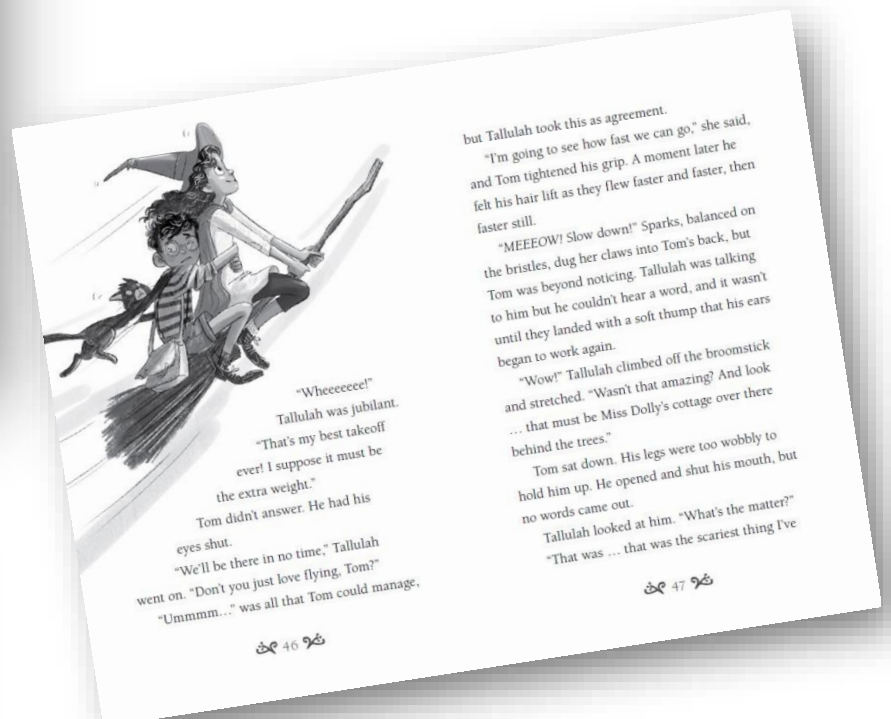 “Wheeeeeee!”
Tallulah was jubilant.
“That’s my best takeoff
ever! I suppose it must be
the extra weight.”
Tom didn’t answer. He had his
eyes shut.
“We’ll be there in no time,” Tallulah
went on. “Don’t you just love flying, Tom?”
“Ummmm…” was all that Tom could manage,
46
but Tallulah took this as agreement.
“I’m going to see how fast we can go,” she said,
and Tom tightened his grip. A moment later he
felt his hair lift as they flew faster and faster, then
faster still.
“MEEEOW! Slow down!” Sparks, balanced on
the bristles, dug her claws into Tom’s back, but
Tom was beyond noticing. Tallulah was talking
to him but he couldn’t hear a word, and it wasn’t
until they landed with a soft thump that his ears
began to work again.
“Wow!” Tallulah climbed off the broomstick
and stretched. “Wasn’t that amazing? And look
… that must be Miss Dolly’s cottage over there
behind the trees.”
Tom sat down. His legs were too wobbly to
hold him up. He opened and shut his mouth, but
no words came out.
Tallulah looked at him. “What’s the matter?”
“That was … that was the scariest thing I’ve
47